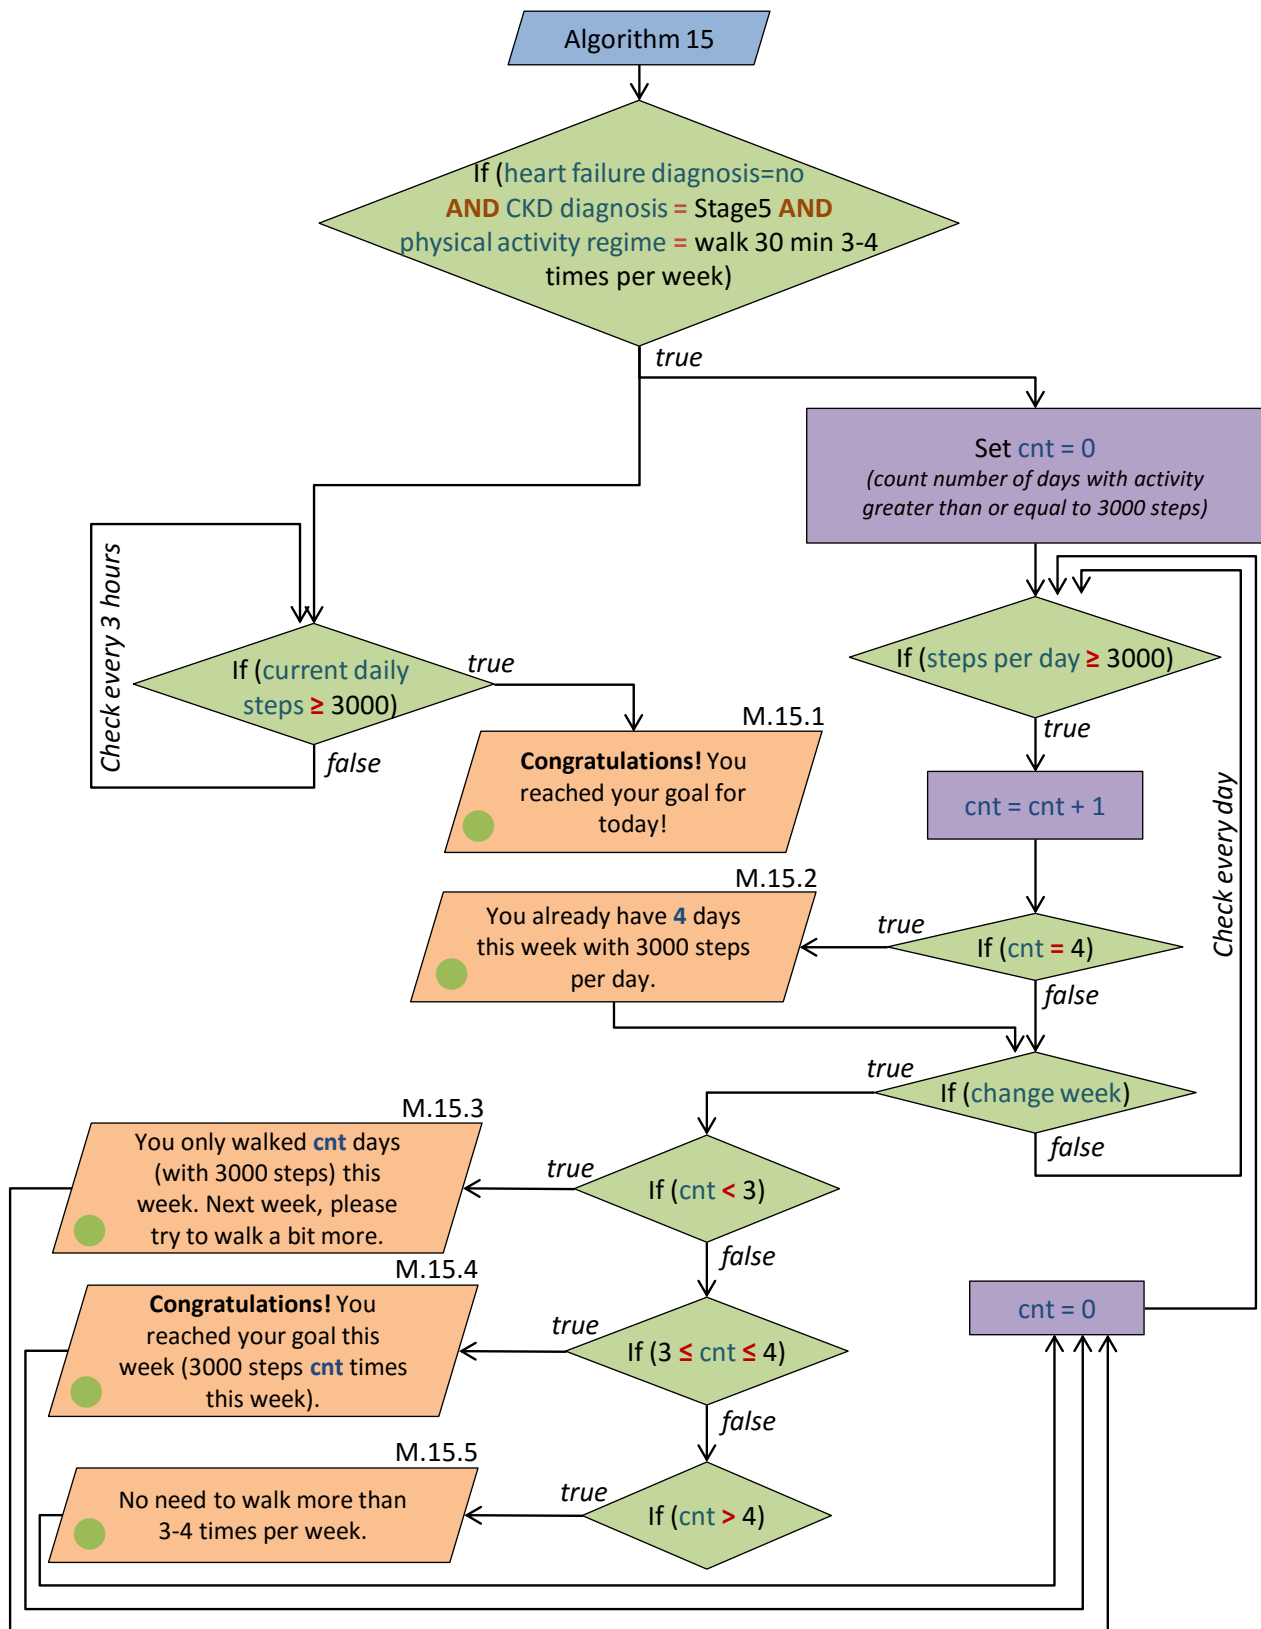 Algorithm 15
If (heart failure diagnosis=no
AND CKD diagnosis = Stage5 AND
physical activity regime = walk 30 min 3-4
times per week)
true
Set cnt = 0
(count number of days with activity
greater than or equal to 3000 steps)
Check every 3 hours
If (current daily
steps ≥ 3000)
true
false
If (steps per day ≥ 3000)
true
M.15.1
Congratulations! You
reached your goal for
today!
cnt = cnt + 1
Check every day
M.15.2
You already have 4 days
this week with 3000 steps
per day.
true
If (cnt = 4)
false
true
If (change week)
false
M.15.3
You only walked cnt days
(with 3000 steps) this
week. Next week, please
try to walk a bit more.
true
If (cnt < 3)
false
M.15.4
Congratulations! You
reached your goal this
week (3000 steps cnt times
this week).
true
If (3 ≤ cnt ≤ 4)
false
cnt = 0
M.15.5
No need to walk more than
3-4 times per week.
true
If (cnt > 4)